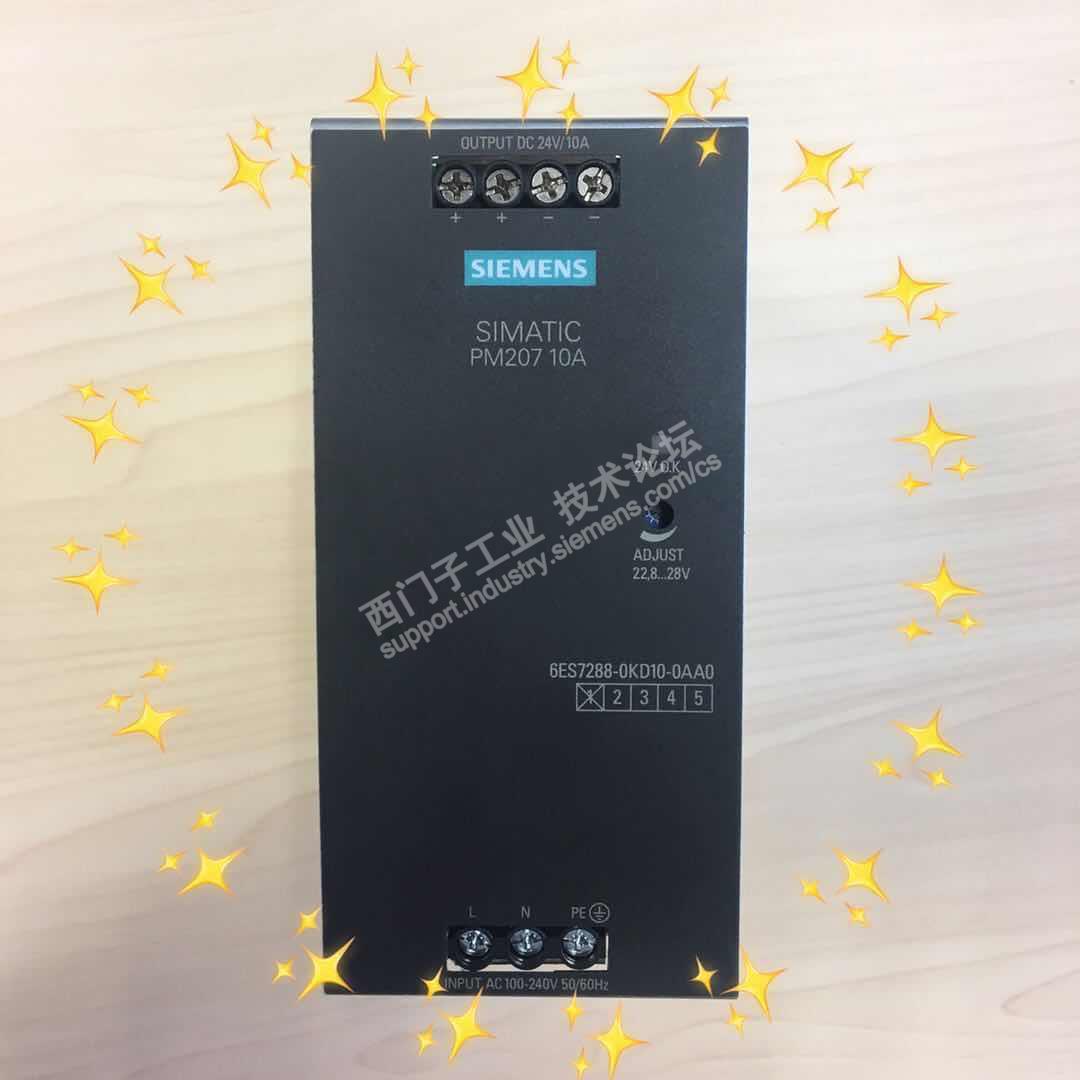 OUTPUT DC 24V/10A
+ + − −
SIEMENS
SIMATIC
PM207 10A
24V O.K
西门子工业 技术论坛
support.industry.siemens.com/cs
ADJUST
22,8...28V
6ES7288-0KD10-0AA0
1 2 3 4 5
L N PE
INPUT AC 100-240V 50/60Hz